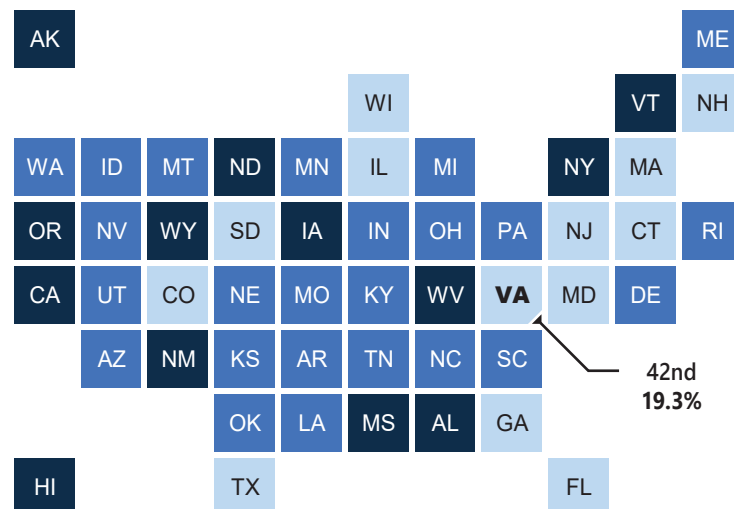 AK ME
WI VT NH
WA ID MT ND MN IL MI NY MA
OR NV WY SD IA IN OH PA NJ CT RI
CA UT CO NE MO KY WV VA MD DE
AZ NM KS AR TN NC SC
42nd
19.3%
OK LA MS AL GA
HI TX FL